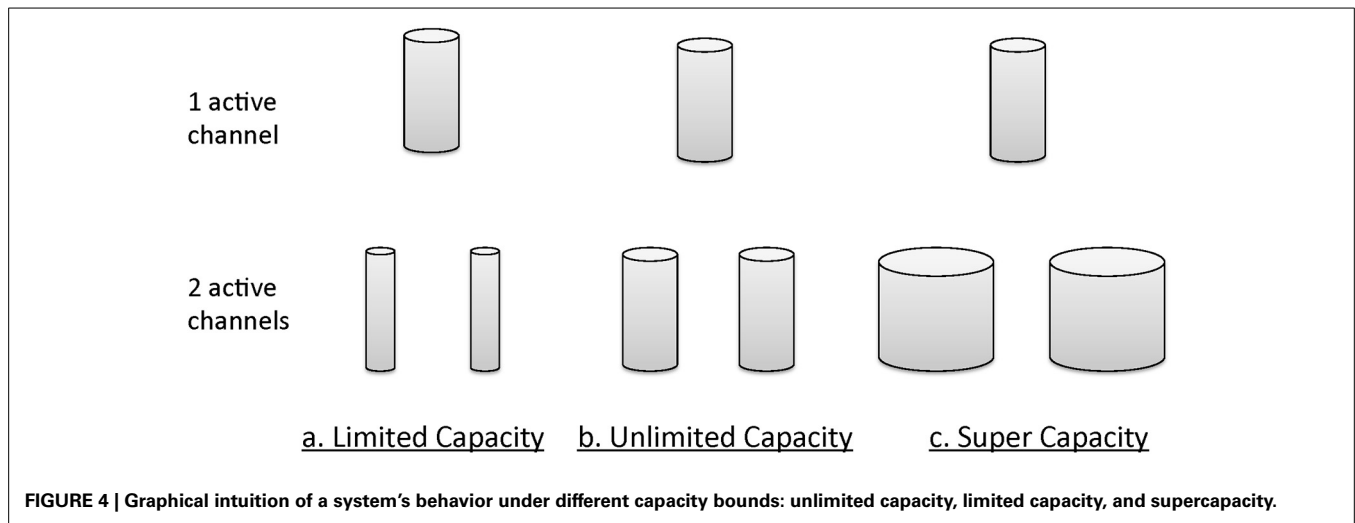 1 active
channel
2 active
channels
a. Limited Capacity b. Unlimited Capacity c. Super Capacity
FIGURE 4 | Graphical intuition of a system's behavior under different capacity bounds: unlimited capacity, limited capacity, and supercapacity.